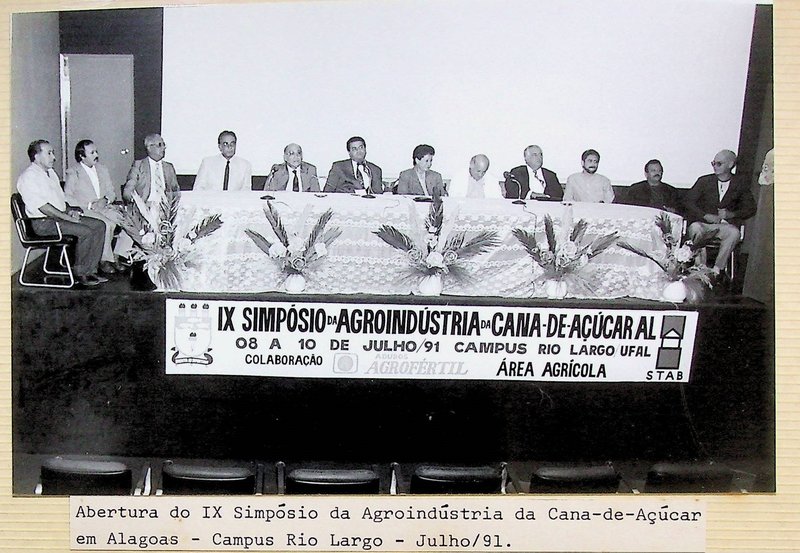 IX SIMPÓSIO DA AGROINDÚSTRIA DA CANA-DE-AÇÚCAR AL
08 A 10 DE JULHO/91 CAMPUS RIO LARGO UFAL
COLABORAÇÃO ADUBOS AGROFÉRTIL ÁREA AGRÍCOLA
STAB
Abertura do IX Simpósio da Agroindústria da Cana-de-Açúcar
em Alagoas - Campus Rio Largo - Julho/91.